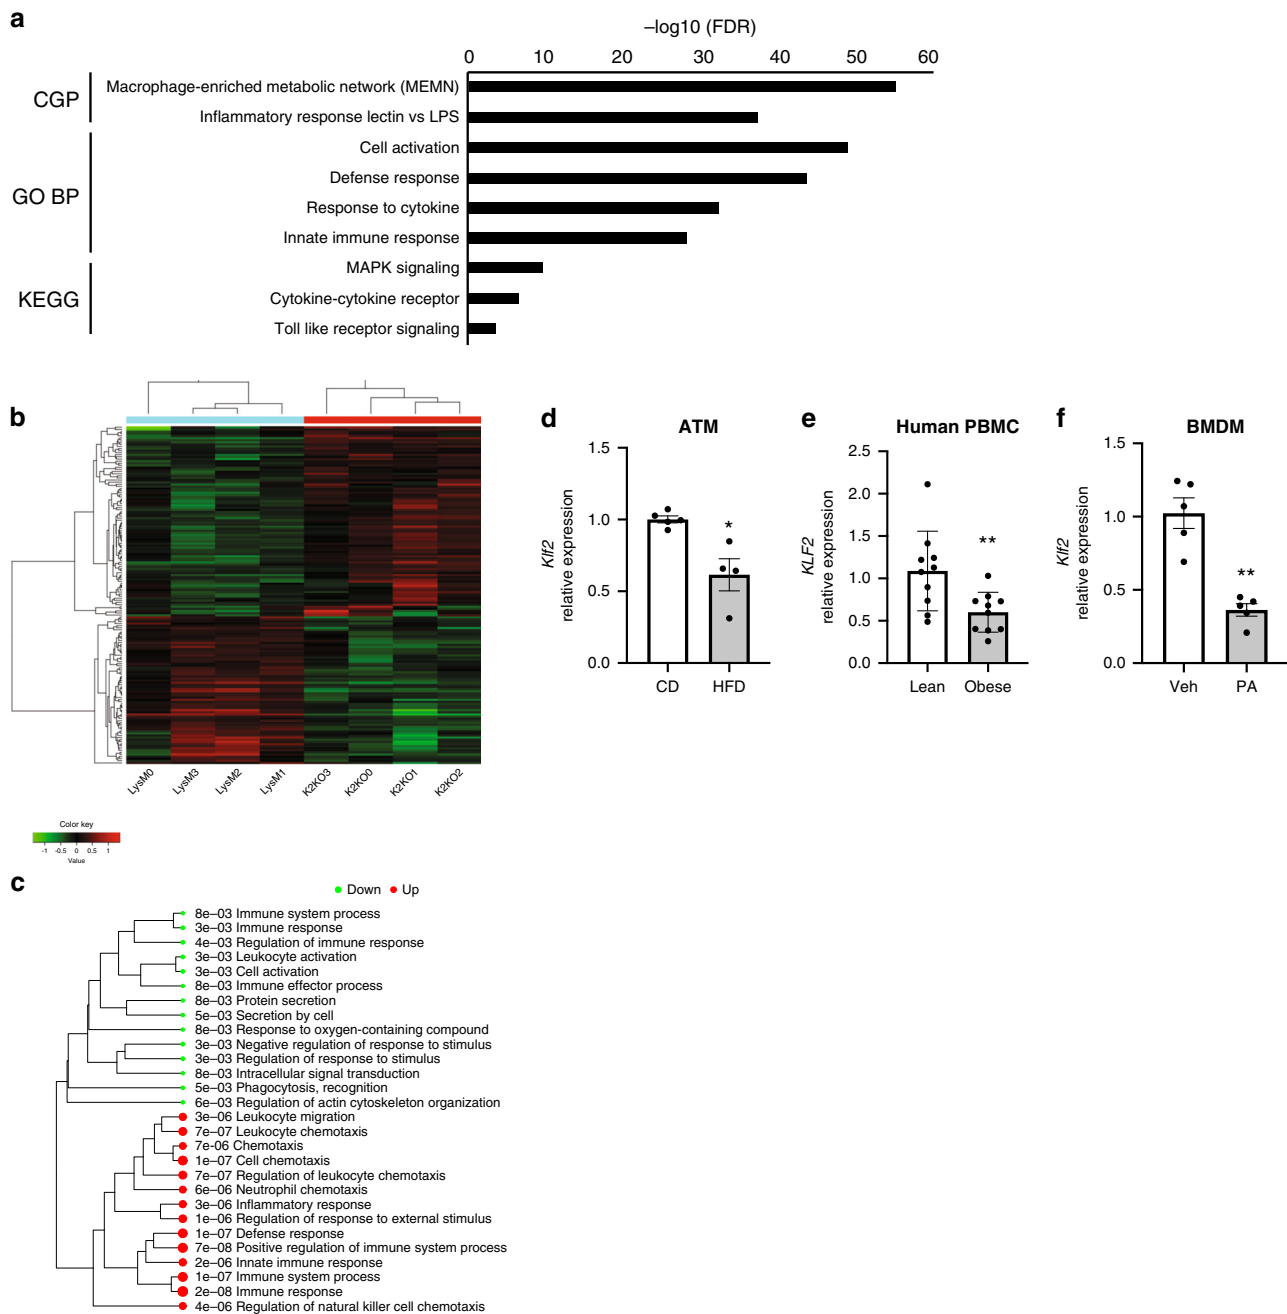 a
–log10 (FDR)
0 10 20 30 40 50 60
CGP
Macrophage-enriched metabolic network (MEMN)
Inflammatory response lectin vs LPS
GO BP
Cell activation
Defense response
Response to cytokine
Innate immune response
KEGG
MAPK signaling
Cytokine-cytokine receptor
Toll like receptor signaling
b
LysM0 LysM3 LysM2 LysM1 K2KO3 K2KO0 K2KO1 K2KO2
Color key
-1 -0.5 0 0.5 1
Value
d
ATM
Klf2
relative expression
1.5
1.0
0.5
0.0
*
CD HFD
e
Human PBMC
KLF2
relative expression
2.5
2.0
1.5
1.0
0.5
0.0
**
Lean Obese
f
BMDM
Klf2
relative expression
1.5
1.0
0.5
0.0
**
Veh PA
c
Down Up
8e–03 Immune system process
3e–03 Immune response
4e–03 Regulation of immune response
3e–03 Leukocyte activation
3e–03 Cell activation
8e–03 Immune effector process
8e–03 Protein secretion
5e–03 Secretion by cell
8e–03 Response to oxygen-containing compound
3e–03 Negative regulation of response to stimulus
3e–03 Regulation of response to stimulus
8e–03 Intracellular signal transduction
5e–03 Phagocytosis, recognition
6e–03 Regulation of actin cytoskeleton organization
3e–06 Leukocyte migration
7e–07 Leukocyte chemotaxis
7e-06 Chemotaxis
1e–07 Cell chemotaxis
7e–07 Regulation of leukocyte chemotaxis
6e–06 Neutrophil chemotaxis
3e–06 Inflammatory response
1e–06 Regulation of response to external stimulus
1e–07 Defense response
7e–08 Positive regulation of immune system process
2e–06 Innate immune response
1e–07 Immune system process
2e–08 Immune response
4e–06 Regulation of natural killer cell chemotaxis